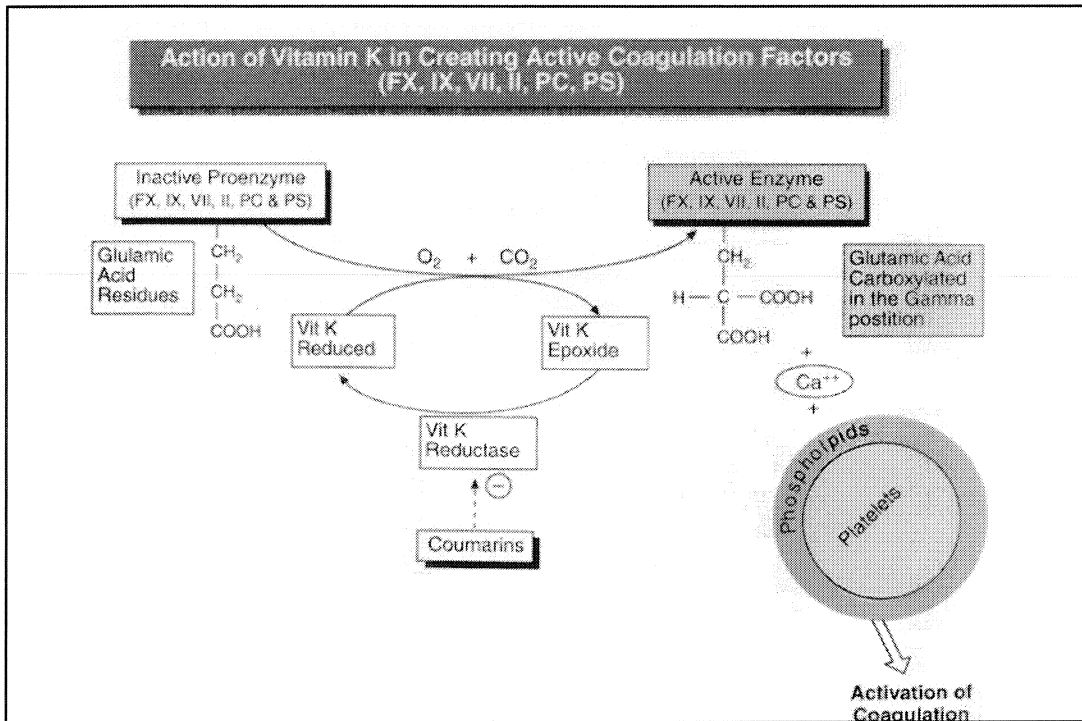 Action of Vitamin K in Creating Active Coagulation Factors
(FX, IX, VII, II, PC, PS)
Inactive Proenzyme
(FX, IX, VII, II, PC & PS)
Active Enzyme
(FX, IX, VII, II, PC & PS)
Glulamic
Acid
Residues
CH₂
CH₂
COOH
O₂ + CO₂
Vit K
Reduced
Vit K
Epoxide
CH₂
H — C — COOH
COOH
Glutamic Acid
Carboxylated
in the Gamma
postition
+
Ca⁺⁺
+
Vit K
Reductase
−
Coumarins
Phospholpids
Platelets
Activation of
Coagulation